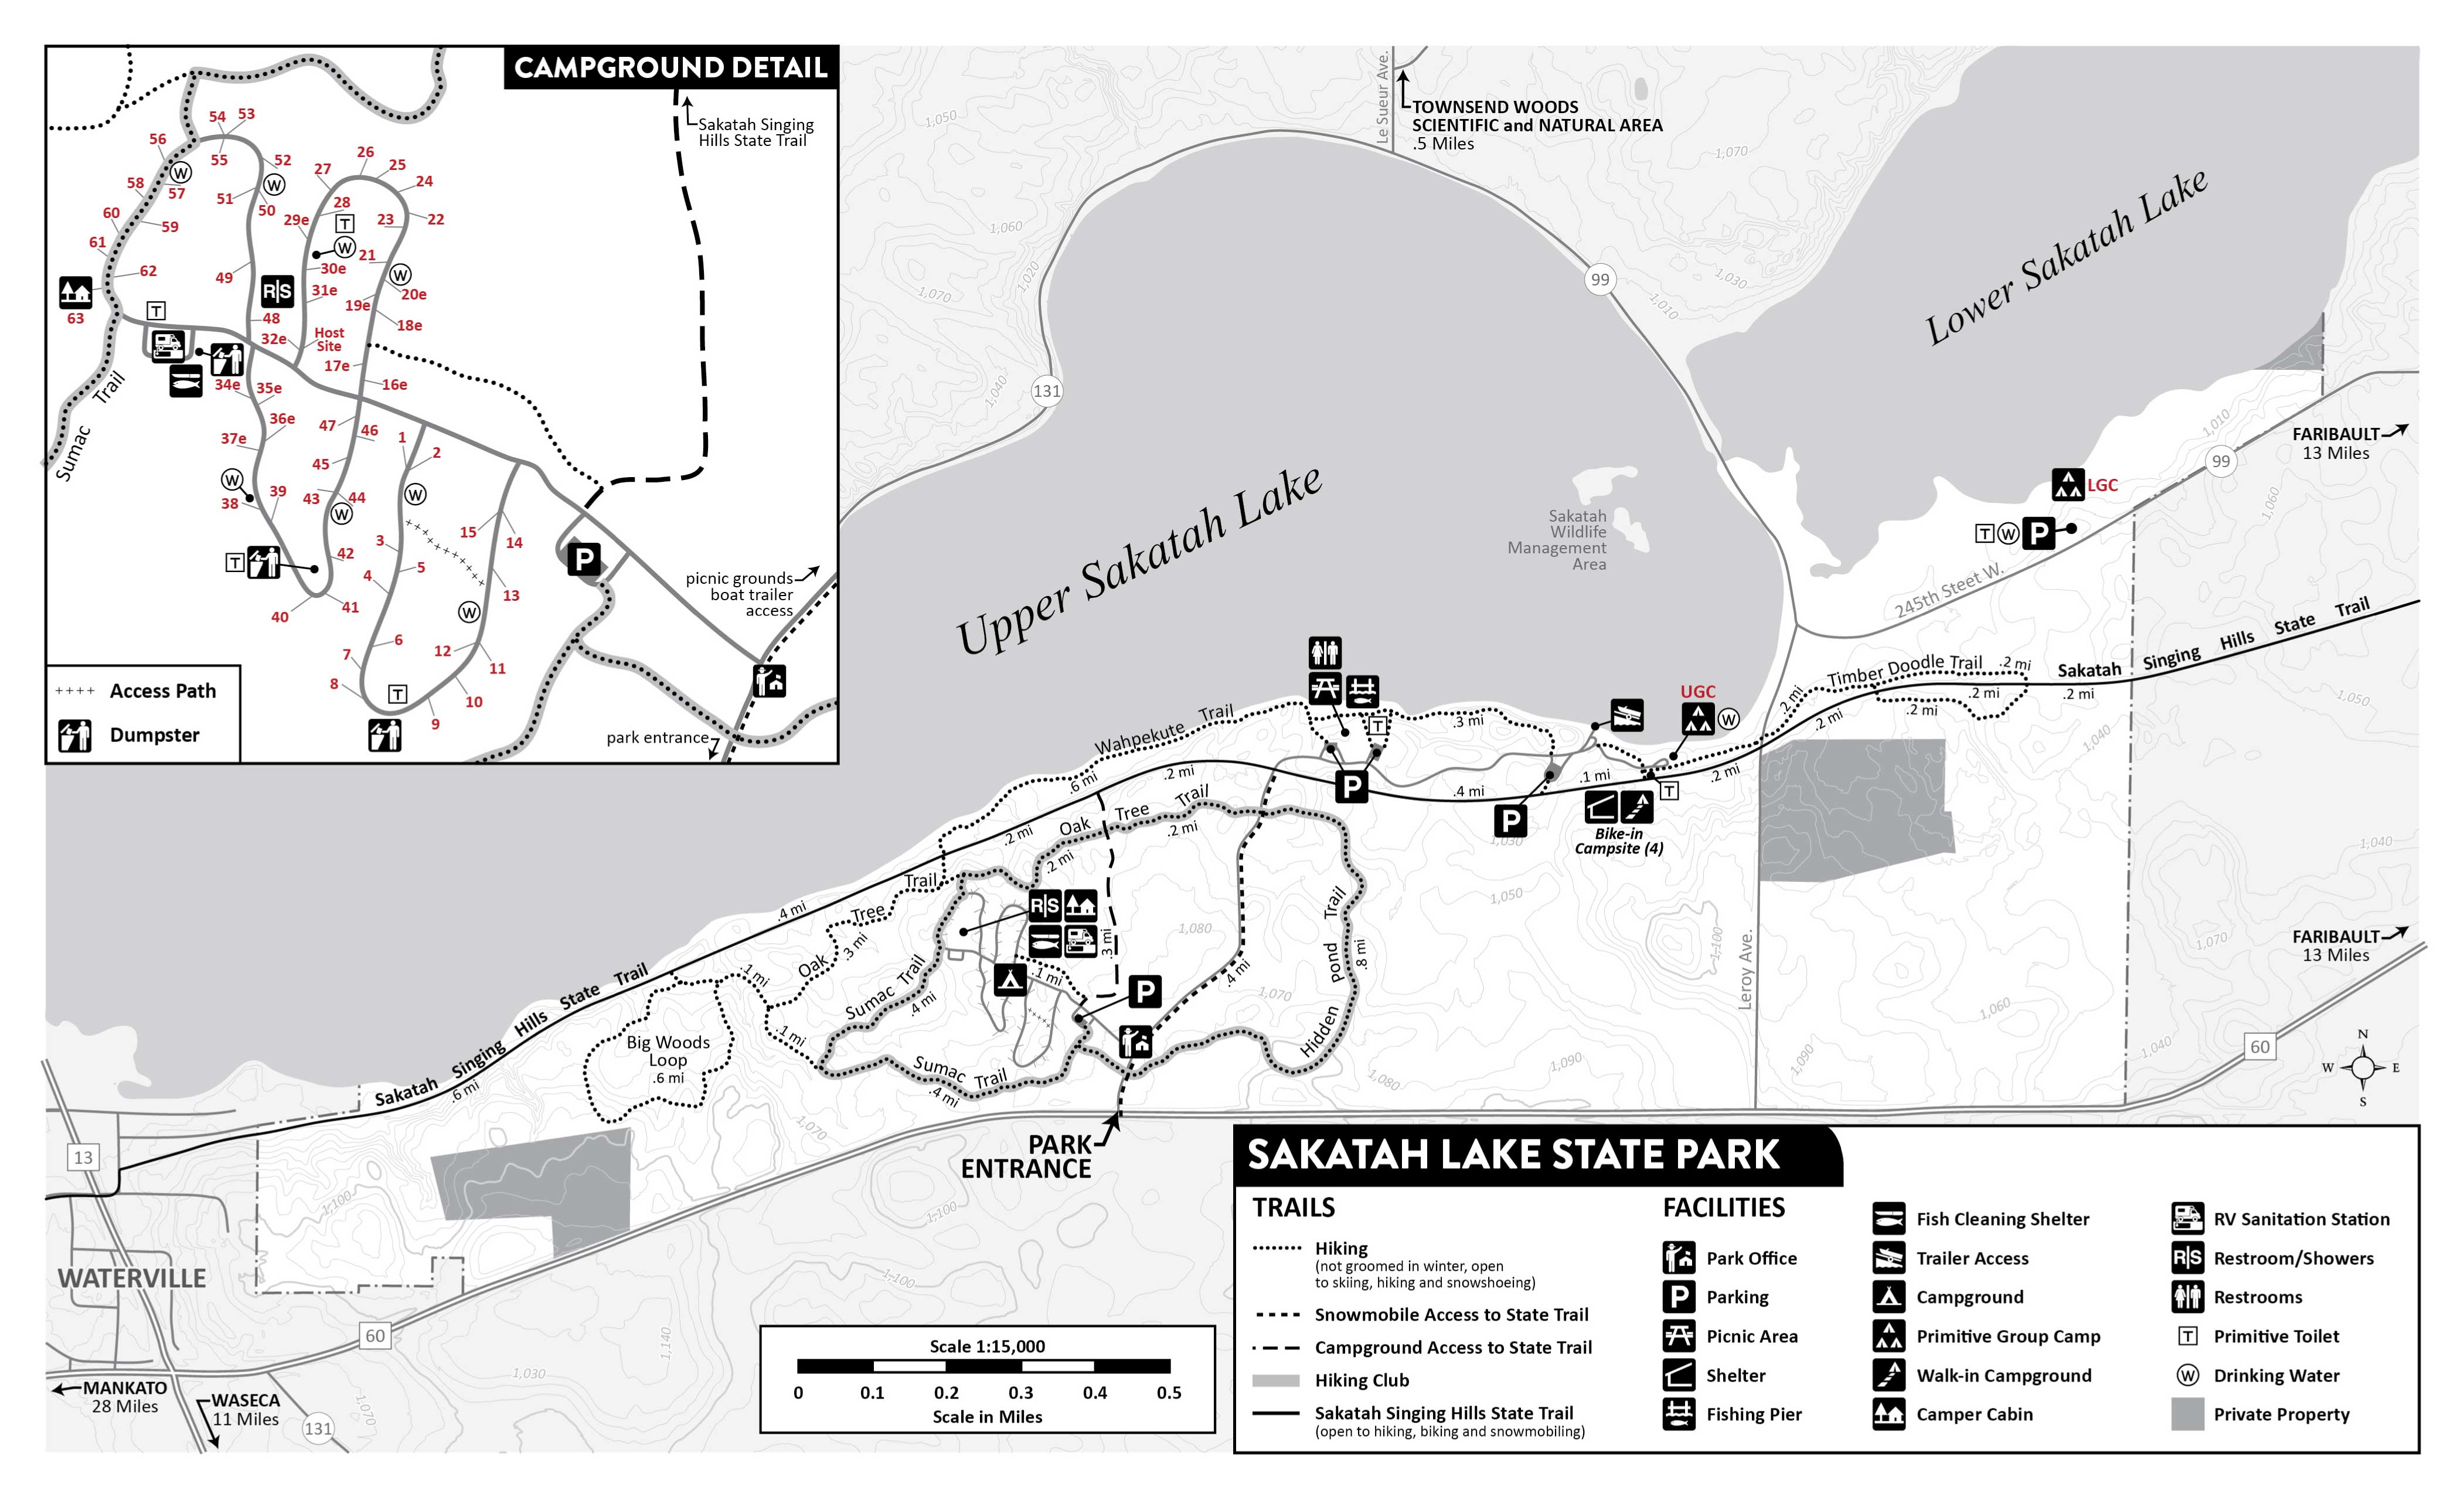 CAMPGROUND DETAIL
Sakatah Singing
Hills State Trail
54
53
56
55
52
W
W
58
57
51
50
60
59
61
62
49
63
T
48
R|S
26
27
25
24
28
29e
T
23
22
W
21
W
30e
31e
20e
19e
18e
32e
Host
Site
17e
16e
34e
35e
36e
37e
47
46
1
2
W
45
W
38
39
43
44
W
15
14
3
42
5
4
13
T
41
40
W
6
12
7
11
8
T
10
9
P
Sumac Trail
picnic grounds
boat trailer
access
park entrance
++++ Access Path
Dumpster
Le Sueur Ave.
TOWNSEND WOODS
SCIENTIFIC and NATURAL AREA
.5 Miles
1,050
1,060
1,020
1,070
1,040
1,070
1,030
1,010
99
131
Upper Sakatah Lake
Lower Sakatah Lake
Sakatah
Wildlife
Management
Area
1,010
99
1,060
FARIBAULT
13 Miles
LGC
T W P
245th Steet W.
Sakatah Singing Hills State Trail
Timber Doodle Trail
.2 mi
.2 mi
.2 mi
.2 mi
.2 mi
.2 mi
.2 mi
1,050
1,040
1,040
UGC
W
T
Wahpekute Trail
.3 mi
.6 mi
.2 mi
P
.4 mi
.1 mi
P
T
Bike-in
Campsite (4)
1,030
1,050
1,100
Leroy Ave.
Oak Tree Trail
.2 mi
.2 mi
.2 mi
.4 mi
Oak Tree Trail
.3 mi
R|S
.3 mi
1,080
.1 mi
P
.4 mi
1,070
Hidden Pond Trail
.8 mi
Sumac Trail
.4 mi
.1 mi
.1 mi
Sumac Trail
.4 mi
Big Woods
Loop
.6 mi
Sakatah Singing Hills State Trail
.6 mi
1,080
1,090
1,090
1,060
1,070
1,040
FARIBAULT
13 Miles
60
N
W
E
S
PARK
ENTRANCE
1,070
1,100
1,100
1,100
1,140
1,030
1,070
13
WATERVILLE
60
131
MANKATO
28 Miles
WASECA
11 Miles
Scale 1:15,000
0 0.1 0.2 0.3 0.4 0.5
Scale in Miles
SAKATAH LAKE STATE PARK
TRAILS
Hiking
(not groomed in winter, open
to skiing, hiking and snowshoeing)
Snowmobile Access to State Trail
Campground Access to State Trail
Hiking Club
Sakatah Singing Hills State Trail
(open to hiking, biking and snowmobiling)
FACILITIES
Park Office
P Parking
Picnic Area
Shelter
Fishing Pier
Fish Cleaning Shelter
Trailer Access
Campground
Primitive Group Camp
Walk-in Campground
Camper Cabin
RV Sanitation Station
R|S Restroom/Showers
Restrooms
T Primitive Toilet
W Drinking Water
Private Property